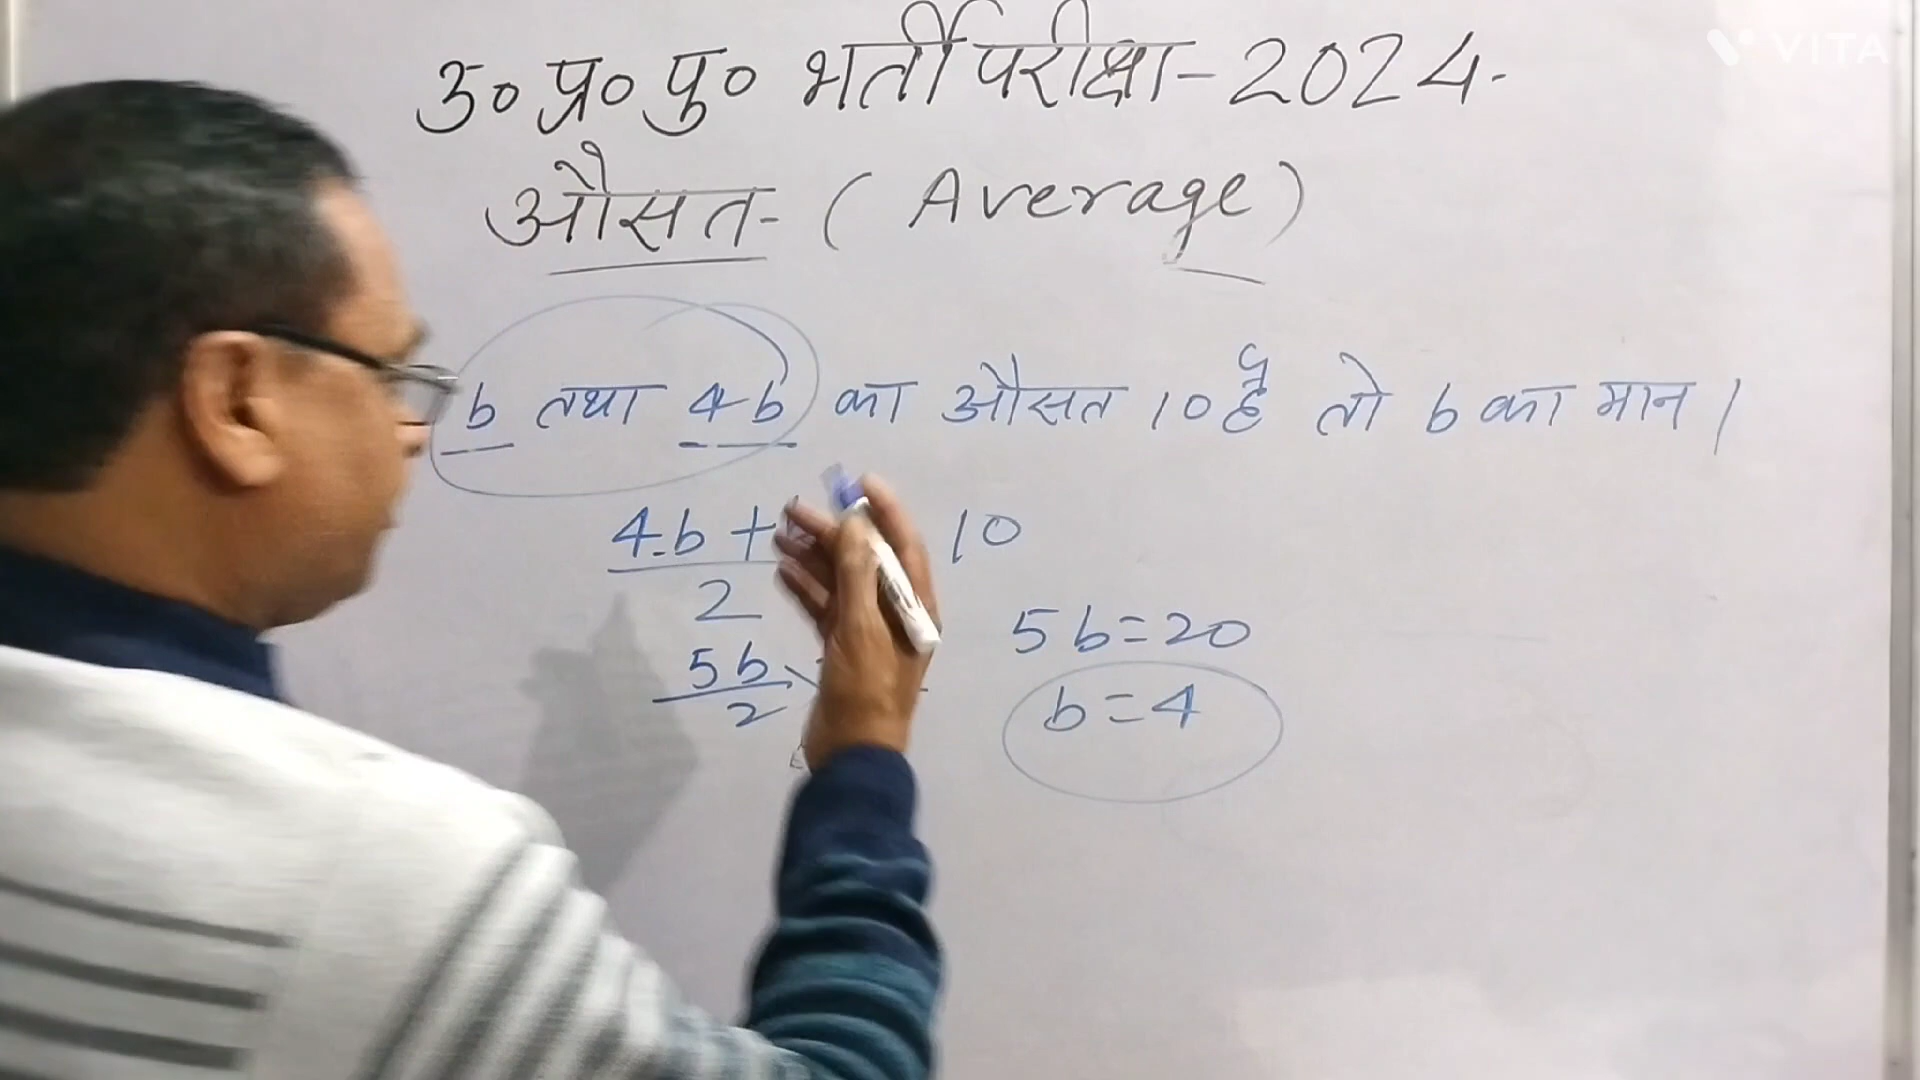 VITA
उ० प्र० पु० भर्ती परीक्षा - 2024.
औसत - ( Average )
b तथा 4b का औसत 10 है तो b का मान ।
4b + 10
2
5b
2
5b = 20
b = 4